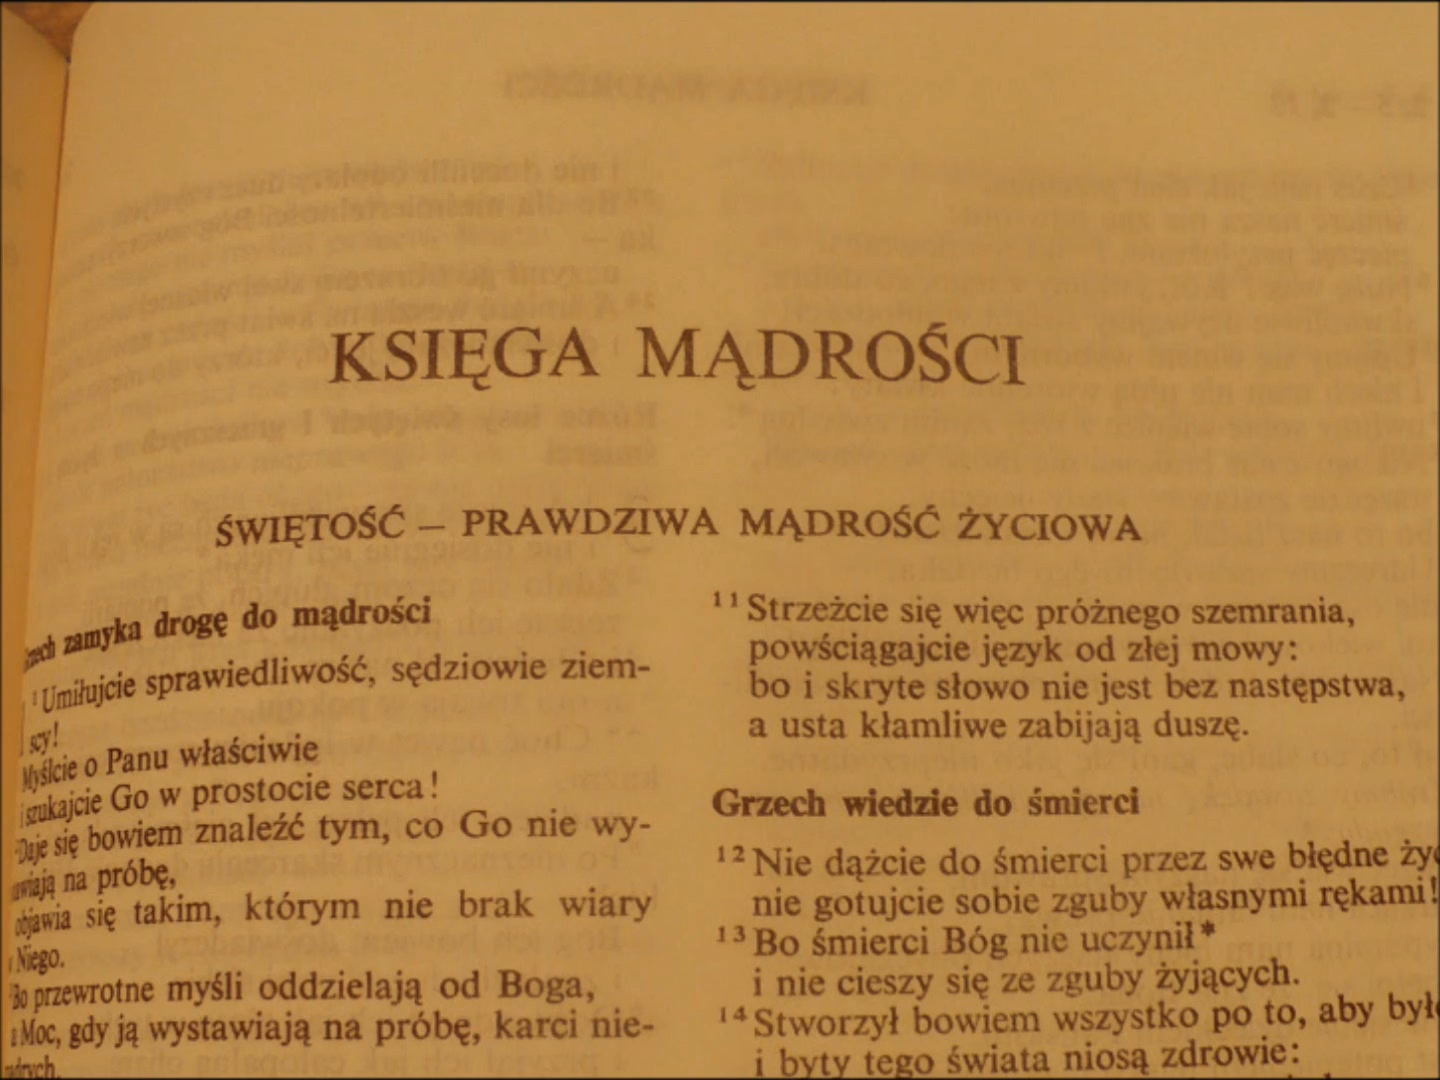 KSIĘGA MĄDROŚCI
ŚWIĘTOŚĆ – PRAWDZIWA MĄDROŚĆ ŻYCIOWA
zamyka drogę do mądrości
1 Umiłujcie sprawiedliwość, sędziowie ziem-
scy!
Myślcie o Panu właściwie
i szukajcie Go w prostocie serca!
2 Daje się bowiem znaleźć tym, co Go nie wy-
na próbę,
objawia się takim, którym nie brak wiary
Niego.
Bo przewrotne myśli oddzielają od Boga,
a Moc, gdy ją wystawiają na próbę, karci nie-
11 Strzeżcie się więc próżnego szemrania,
powściągajcie język od złej mowy:
bo i skryte słowo nie jest bez następstwa,
a usta kłamliwe zabijają duszę.
Grzech wiedzie do śmierci
12 Nie dążcie do śmierci przez swe błędne
nie gotujcie sobie zguby własnymi rękami!
13 Bo śmierci Bóg nie uczynił*
i nie cieszy się ze zguby żyjących.
14 Stworzył bowiem wszystko po to, aby
i byty tego świata niosą zdrowie: